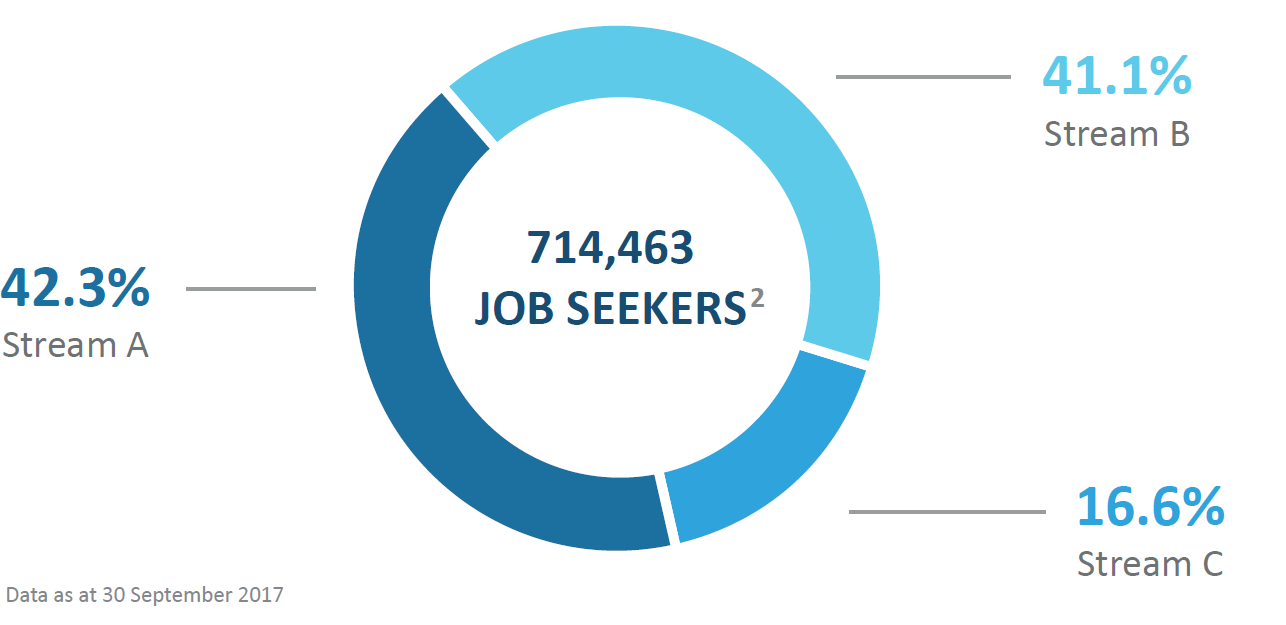 41.1%
Stream B
714,463
JOB SEEKERS²
42.3%
Stream A
16.6%
Stream C
Data as at 30 September 2017